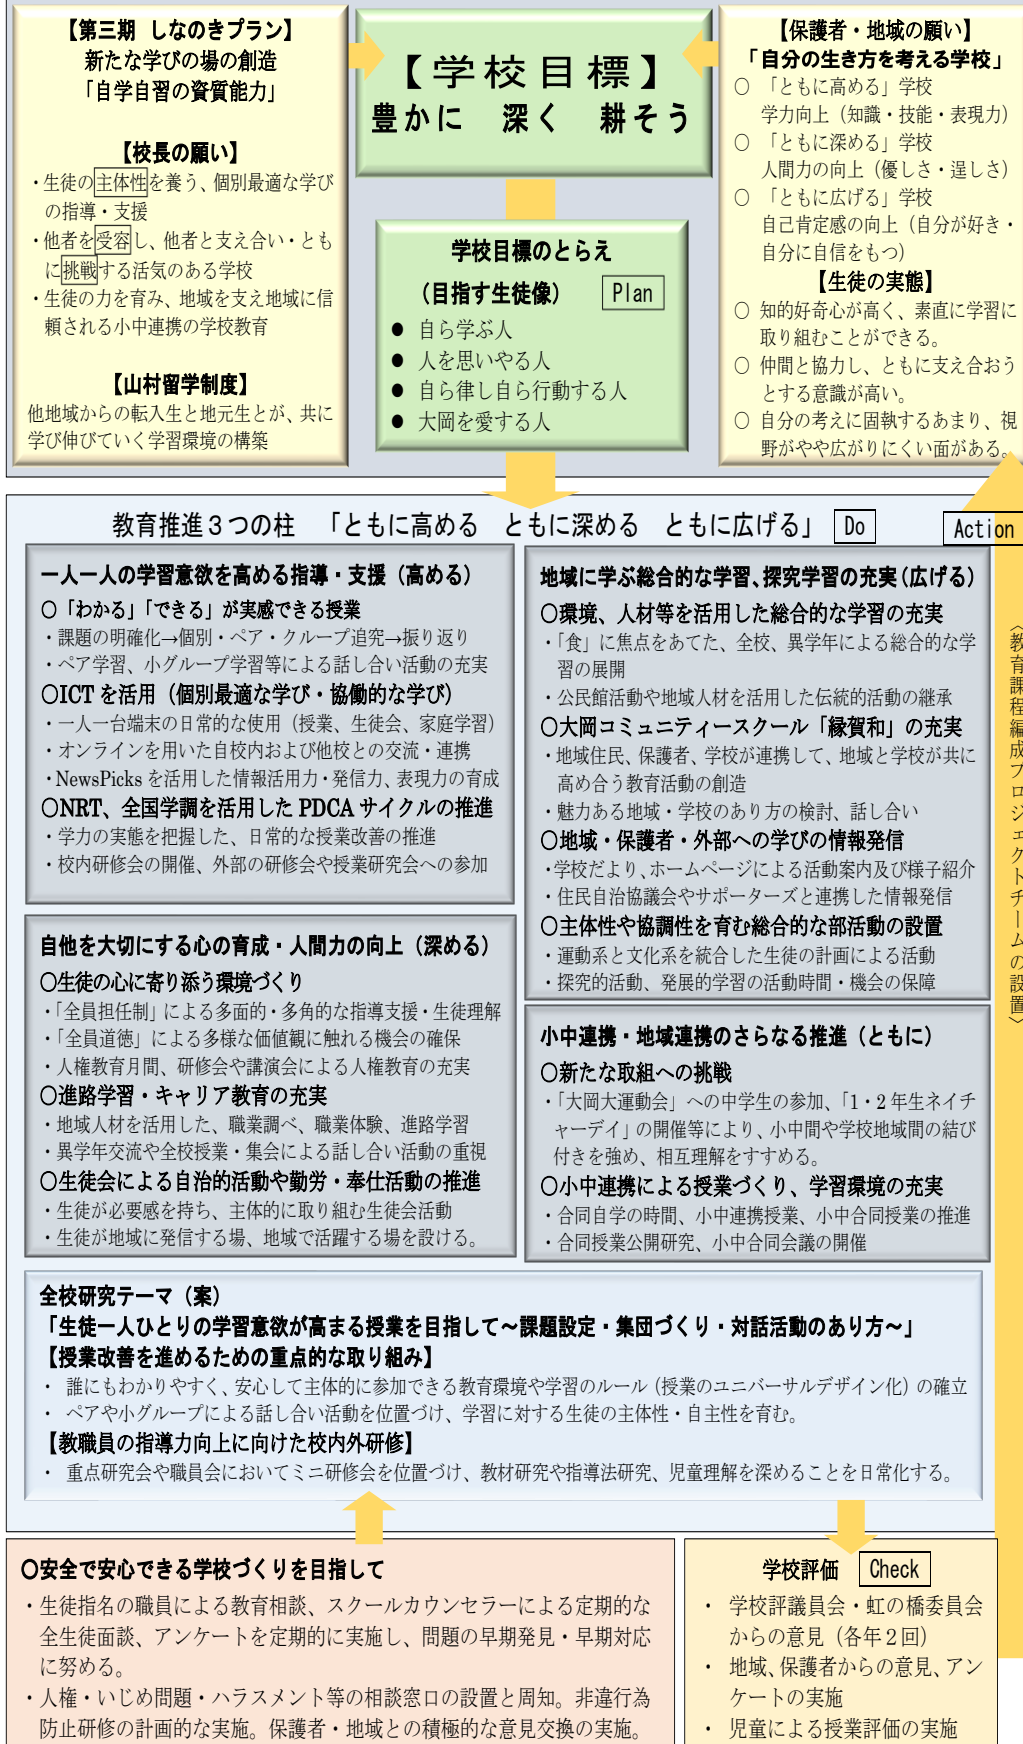 【第三期　しなのきプラン】
新たな学びの場の創造
「自学自習の資質能力」
【校長の願い】
・生徒の主体性を養う、個別最適な学び
の指導・支援
・他者を受容し、他者と支え合い・とも
に挑戦する活気のある学校
・生徒の力を育み、地域を支え地域に信
頼される小中連携の学校教育
【山村留学制度】
他地域からの転入生と地元生とが、共に
学び伸びていく学習環境の構築
【学校目標】
豊かに　深く　耕そう
学校目標のとらえ
（目指す生徒像）　Plan
● 自ら学ぶ人
● 人を思いやる人
● 自ら律し自ら行動する人
● 大岡を愛する人
【保護者・地域の願い】
「自分の生き方を考える学校」
○　「ともに高める」学校
学力向上（知識・技能・表現力）
○　「ともに深める」学校
人間力の向上（優しさ・逞しさ）
○　「ともに広げる」学校
自己肯定感の向上（自分が好き・
自分に自信をもつ）
【生徒の実態】
○ 知的好奇心が高く、素直に学習に
取り組むことができる。
○ 仲間と協力し、ともに支え合おう
とする意識が高い。
○ 自分の考えに固執するあまり、視
野がやや広がりにくい面がある。
教育推進３つの柱　「ともに高める　ともに深める　ともに広げる」 Do
Action
一人一人の学習意欲を高める指導・支援（高める）
○「わかる」「できる」が実感できる授業
・課題の明確化→個別・ペア・クループ追究→振り返り
・ペア学習、小グループ学習等による話し合い活動の充実
○ICT を活用（個別最適な学び・協働的な学び）
・一人一台端末の日常的な使用（授業、生徒会、家庭学習）
・オンラインを用いた自校内および他校との交流・連携
・NewsPicks を活用した情報活用力・発信力、表現力の育成
○NRT、全国学調を活用した PDCA サイクルの推進
・学力の実態を把握した、日常的な授業改善の推進
・校内研修会の開催、外部の研修会や授業研究会への参加
自他を大切にする心の育成・人間力の向上（深める）
○生徒の心に寄り添う環境づくり
・「全員担任制」による多面的・多角的な指導支援・生徒理解
・「全員道徳」による多様な価値観に触れる機会の確保
・人権教育月間、研修会や講演会による人権教育の充実
○進路学習・キャリア教育の充実
・地域人材を活用した、職業調べ、職業体験、進路学習
・異学年交流や全校授業・集会による話し合い活動の重視
○生徒会による自治的活動や勤労・奉仕活動の推進
・生徒が必要感を持ち、主体的に取り組む生徒会活動
・生徒が地域に発信する場、地域で活躍する場を設ける。
地域に学ぶ総合的な学習、探究学習の充実（広げる）
○環境、人材等を活用した総合的な学習の充実
・「食」に焦点をあてた、全校、異学年による総合的な学
習の展開
・公民館活動や地域人材を活用した伝統的活動の継承
○大岡コミュニティースクール「縁賀和」の充実
・地域住民、保護者、学校が連携して、地域と学校が共に
高め合う教育活動の創造
・魅力ある地域・学校のあり方の検討、話し合い
○地域・保護者・外部への学びの情報発信
・学校だより、ホームページによる活動案内及び様子紹介
・住民自治協議会やサポーターズと連携した情報発信
○主体性や協調性を育む総合的な部活動の設置
・運動系と文化系を統合した生徒の計画による活動
・探究的活動、発展的学習の活動時間・機会の保障
小中連携・地域連携のさらなる推進（ともに）
○新たな取組への挑戦
・「大岡大運動会」への中学生の参加、「1・2 年生ネイチ
ャーデイ」の開催等により、小中間や学校地域間の結び
付きを強め、相互理解をすすめる。
○小中連携による授業づくり、学習環境の充実
・合同自学の時間、小中連携授業、小中合同授業の推進
・合同授業公開研究、小中合同会議の開催
〈教育課程編成プロジェクトチームの設置〉
全校研究テーマ（案）
「生徒一人ひとりの学習意欲が高まる授業を目指して～課題設定・集団づくり・対話活動のあり方～」
【授業改善を進めるための重点的な取り組み】
・ 誰にもわかりやすく、安心して主体的に参加できる教育環境や学習のルール（授業のユニバーサルデザイン化）の確立
・ ペアや小グループによる話し合い活動を位置づけ、学習に対する生徒の主体性・自主性を育む。
【教職員の指導力向上に向けた校内外研修】
・ 重点研究会や職員会においてミニ研修会を位置づけ、教材研究や指導法研究、児童理解を深めることを日常化する。
○安全で安心できる学校づくりを目指して
・生徒指名の職員による教育相談、スクールカウンセラーによる定期的な
全生徒面談、アンケートを定期的に実施し、問題の早期発見・早期対応
に努める。
・人権・いじめ問題・ハラスメント等の相談窓口の設置と周知。非違行為
防止研修の計画的な実施。保護者・地域との積極的な意見交換の実施。
学校評価　Check
・ 学校評議員会・虹の橋委員会
からの意見（各年２回）
・ 地域、保護者からの意見、アン
ケートの実施
・ 児童による授業評価の実施